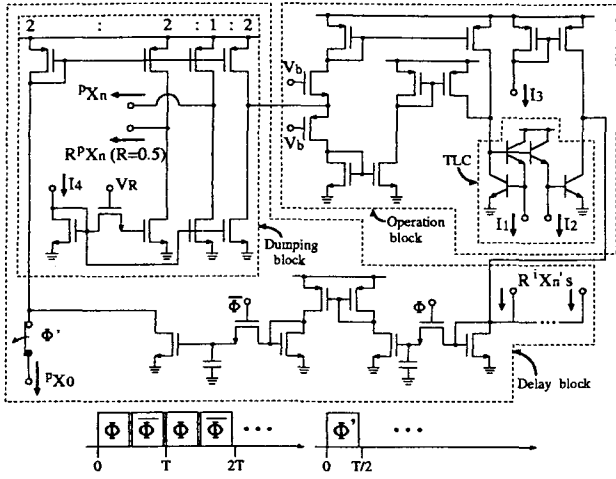 2 : 2 :1: 2
Vb
PXn
I3
RPXn (R=0.5)
Vb
I4
VR
TLC
Operation block
I1
I2
Dumping block
R iXn's
Φ̅
Φ
Φ'
PX0
Delay block
Φ Φ̅ Φ Φ̅ ···
Φ' ···
0 T 2T
0 T/2